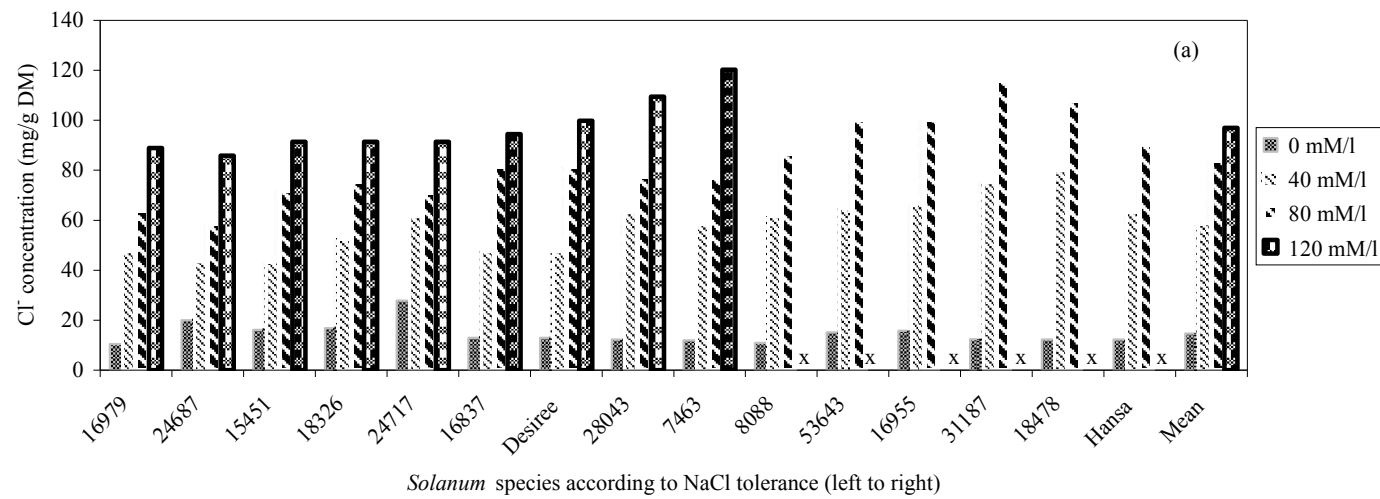 140
120
100
80
60
40
20
0
Cl⁻ concentration (mg/g DM)
(a)
0 mM/l
40 mM/l
80 mM/l
120 mM/l
x x x x x x
16979 24687 15451 18326 24717 16837 Desiree 28043 7463 8088 53643 16955 31187 18478 Hansa Mean
Solanum species according to NaCl tolerance (left to right)